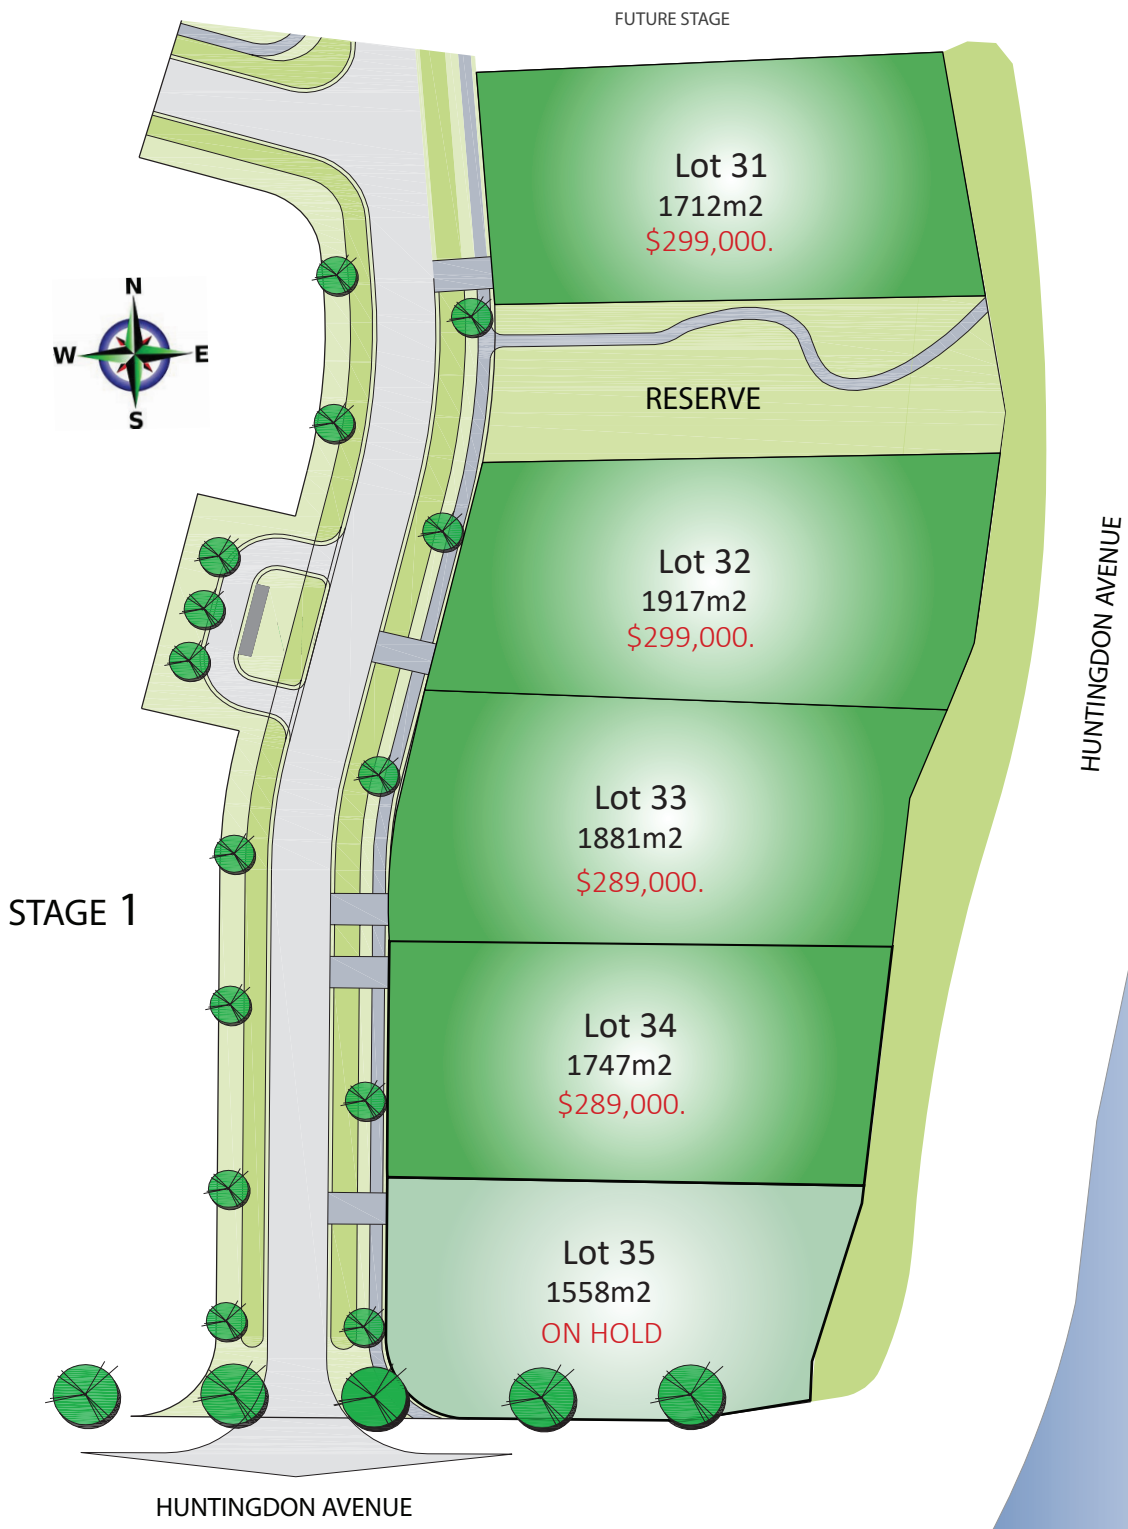 FUTURE STAGE
Lot 31
1712m2
$299,000.
N
W
E
S
RESERVE
Lot 32
1917m2
$299,000.
HUNTINGDON AVENUE
Lot 33
1881m2
$289,000.
STAGE 1
Lot 34
1747m2
$289,000.
Lot 35
1558m2
ON HOLD
HUNTINGDON AVENUE